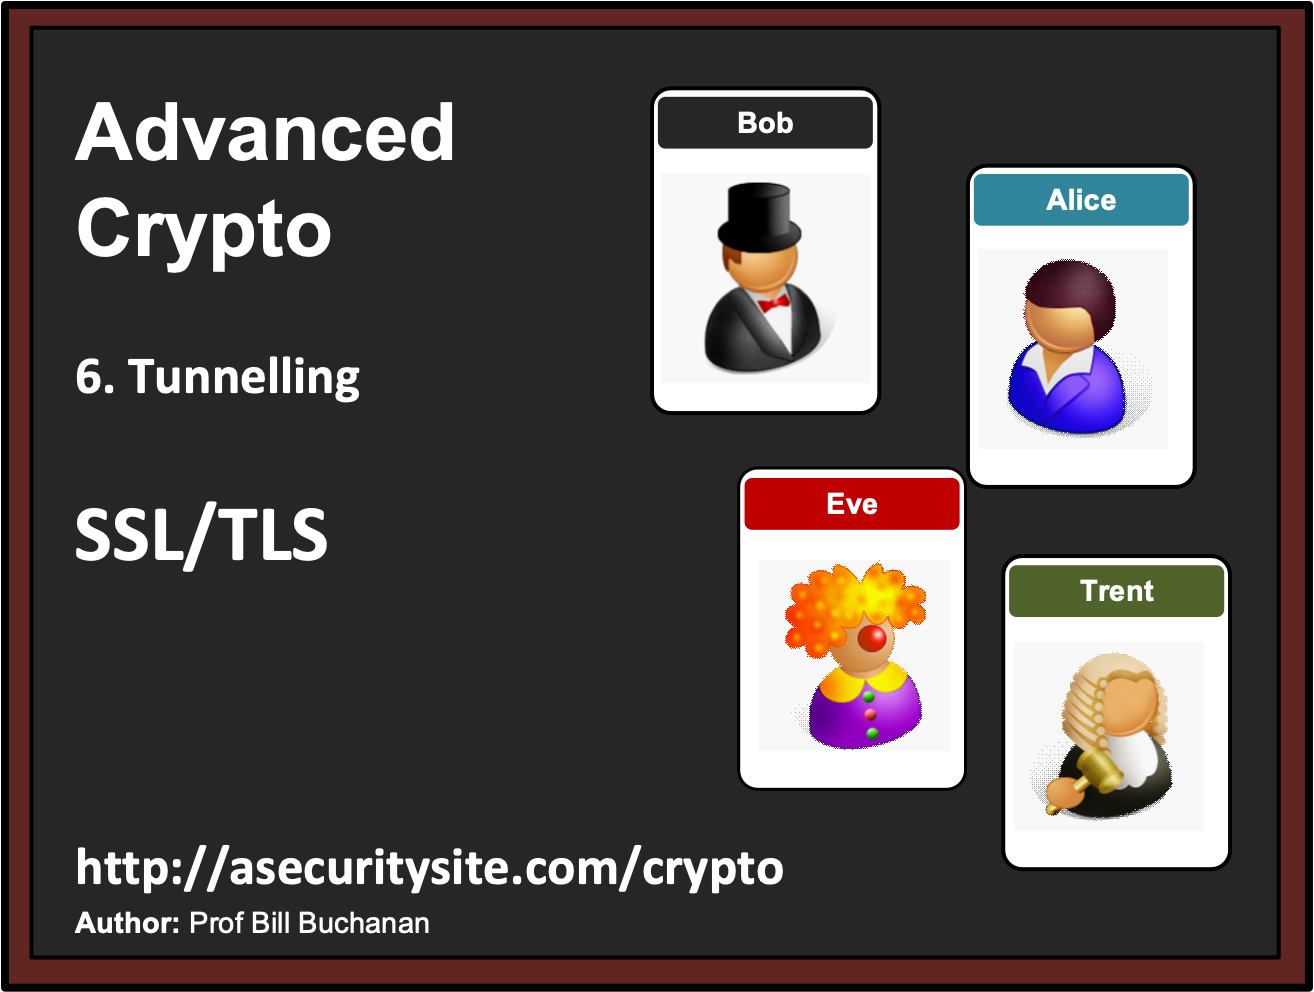 Advanced
Crypto
6. Tunnelling
SSL/TLS
http://asecuritysite.com/crypto
Author: Prof Bill Buchanan
Bob
Alice
Eve
Trent